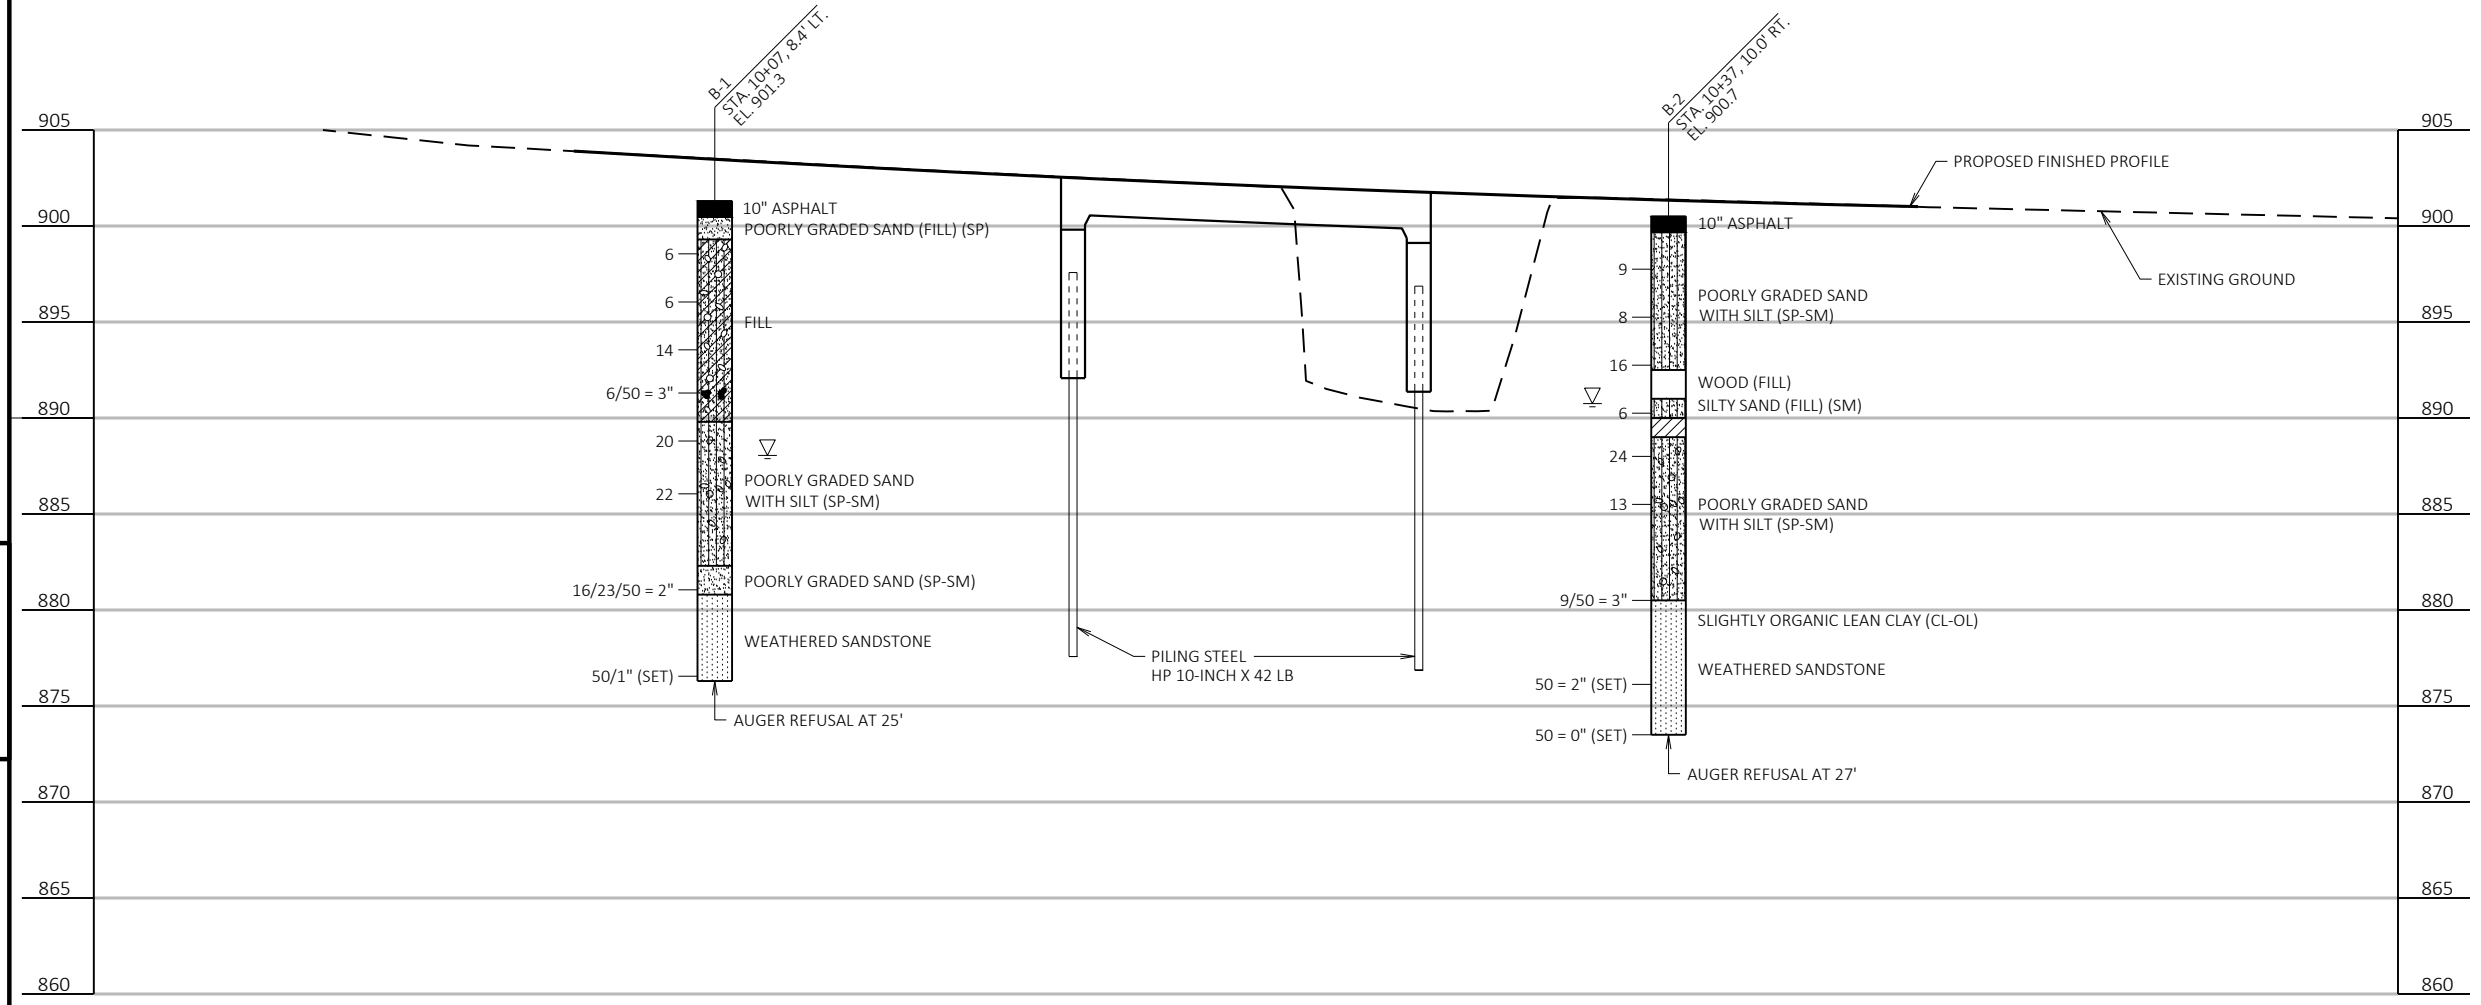 B-1
STA. 10+07, 8.4' LT.
EL. 901.3
B-2
STA. 10+37, 10.0' RT.
EL. 900.7
905
905
PROPOSED FINISHED PROFILE
10" ASPHALT
900
POORLY GRADED SAND (FILL) (SP)
10" ASPHALT
900
6
9
EXISTING GROUND
6
POORLY GRADED SAND
WITH SILT (SP-SM)
895
FILL
8
895
14
16
6/50 = 3"
WOOD (FILL)
SILTY SAND (FILL) (SM)
890
6
890
20
24
POORLY GRADED SAND
WITH SILT (SP-SM)
22
13
POORLY GRADED SAND
WITH SILT (SP-SM)
885
885
POORLY GRADED SAND (SP-SM)
16/23/50 = 2"
9/50 = 3"
880
880
SLIGHTLY ORGANIC LEAN CLAY (CL-OL)
WEATHERED SANDSTONE
PILING STEEL
HP 10-INCH X 42 LB
WEATHERED SANDSTONE
50/1" (SET)
50 = 2" (SET)
875
875
AUGER REFUSAL AT 25'
50 = 0" (SET)
AUGER REFUSAL AT 27'
870
870
865
865
860
860